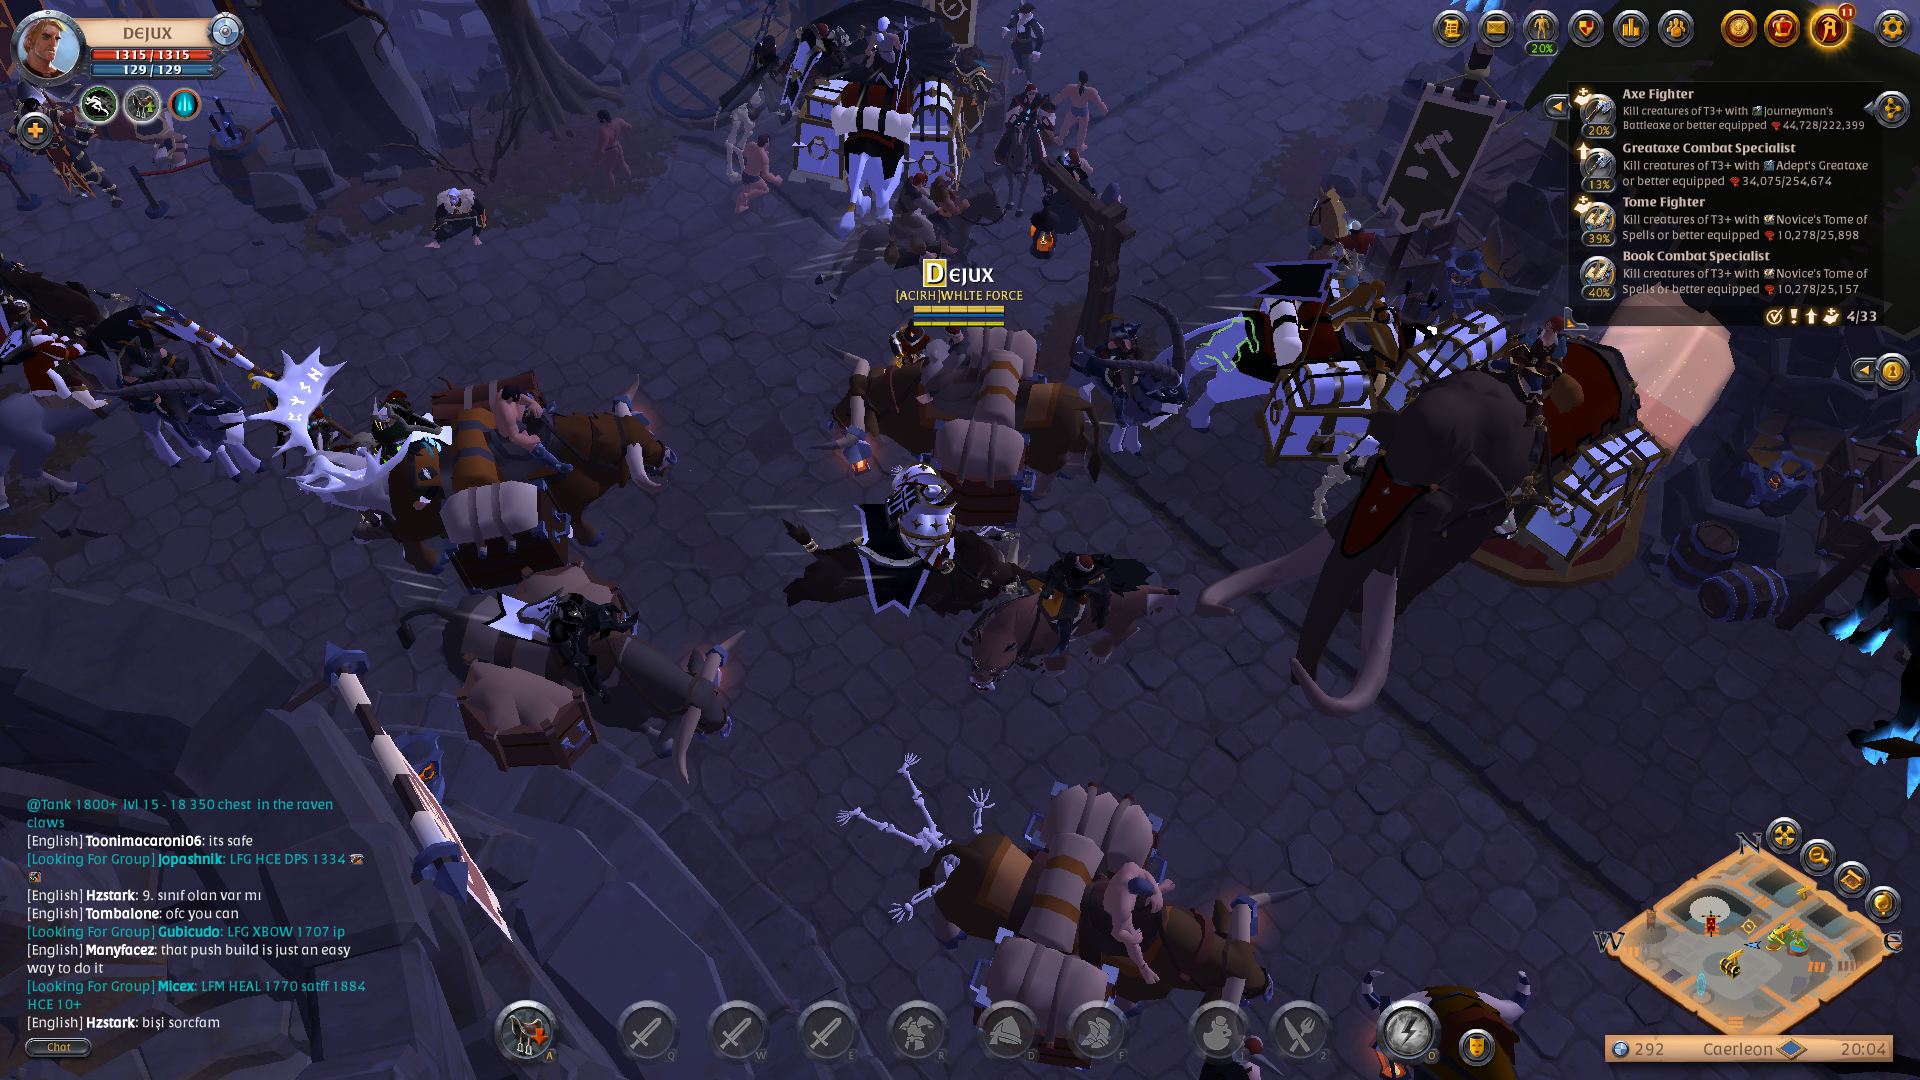 DEJUX
1315/1315
129/129
20%
11
Axe Fighter
Kill creatures of T3+ with Journeyman's
Battleaxe or better equipped 44,728/222,399
20%
Greataxe Combat Specialist
Kill creatures of T3+ with Adept's Greataxe
or better equipped 34,075/254,674
13%
Tome Fighter
Kill creatures of T3+ with Novice's Tome of
Spells or better equipped 10,278/25,898
39%
Book Combat Specialist
Kill creatures of T3+ with Novice's Tome of
Spells or better equipped 10,278/25,157
40%
4/33
DEJUX
[ACIRH]WHLTE FORCE
@Tank 1800+ lvl 15 - 18 350 chest in the raven
claws
[English] Toonimacaroni06: its safe
[Looking For Group] Jopashnik: LFG HCE DPS 1334
[English] Hzstark: 9. sınıf olan var mı
[English] Tombalone: ofc you can
[Looking For Group] Gubicudo: LFG XBOW 1707 ip
[English] Manyfacez: that push build is just an easy
way to do it
[Looking For Group] Micex: LFM HEAL 1770 satff 1884
HCE 10+
[English] Hzstark: bişi sorcfam
Chat
A
Q
W
E
R
D
F
1
2
O
N
W
E
292
Caerleon
20:04